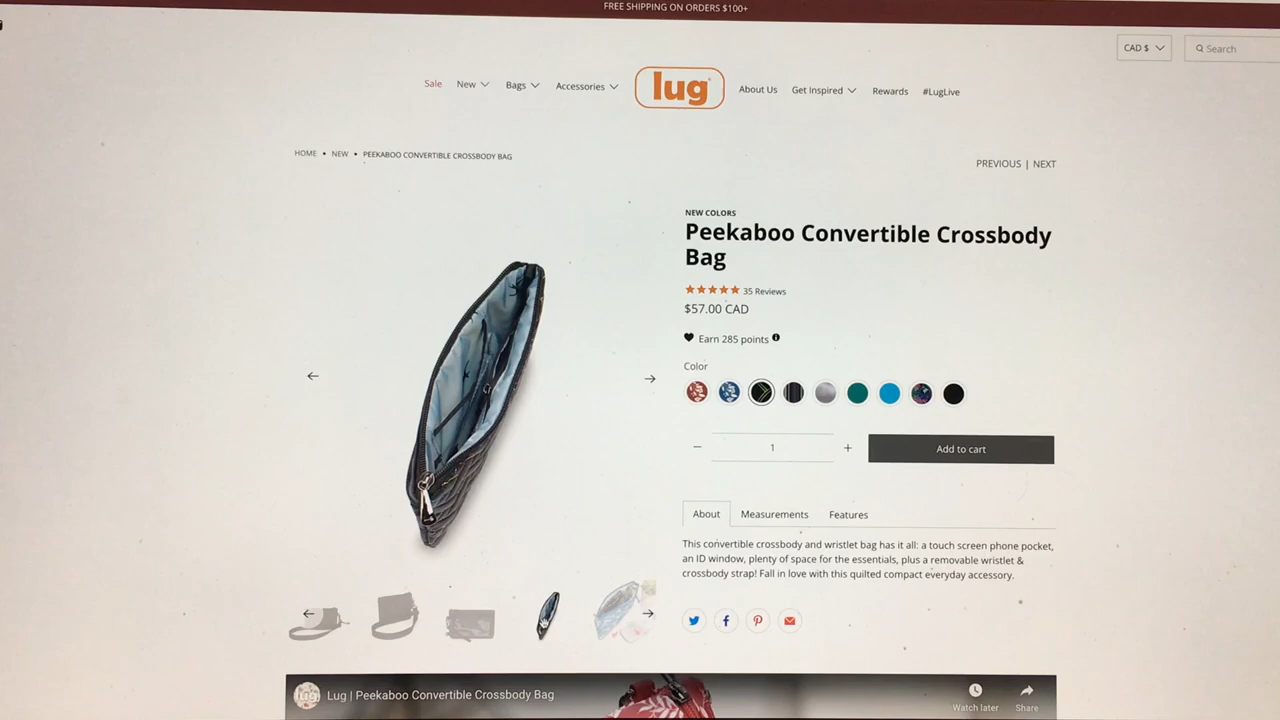 FREE SHIPPING ON ORDERS $100+
CAD $
Search
Sale New Bags Accessories lug About Us Get Inspired Rewards #LugLive
HOME • NEW • PEEKABOO CONVERTIBLE CROSSBODY BAG
PREVIOUS | NEXT
NEW COLORS
Peekaboo Convertible Crossbody
Bag
35 Reviews
$57.00 CAD
Earn 285 points
Color
1
Add to cart
About Measurements Features
This convertible crossbody and wristlet bag has it all: a touch screen phone pocket,
an ID window, plenty of space for the essentials, plus a removable wristlet &
crossbody strap! Fall in love with this quilted compact everyday accessory.
lug Lug | Peekaboo Convertible Crossbody Bag
Watch later Share